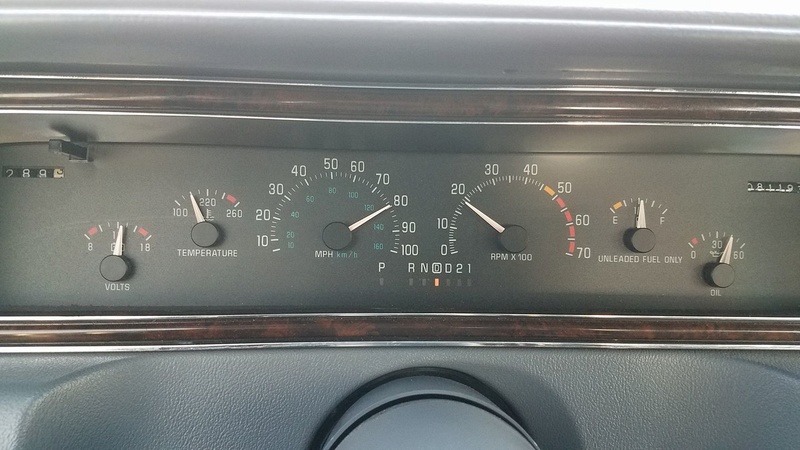 288
8 18
VOLTS
100 220 260
TEMPERATURE
10 20 30 40 50 60 70 80 100
10 20 40 60 80 120 140 160
MPH km/h
0 10 20 30 40 50 60 70
RPM X 100
P R N D D 2 1
E F
UNLEADED FUEL ONLY
0 30 60
OIL